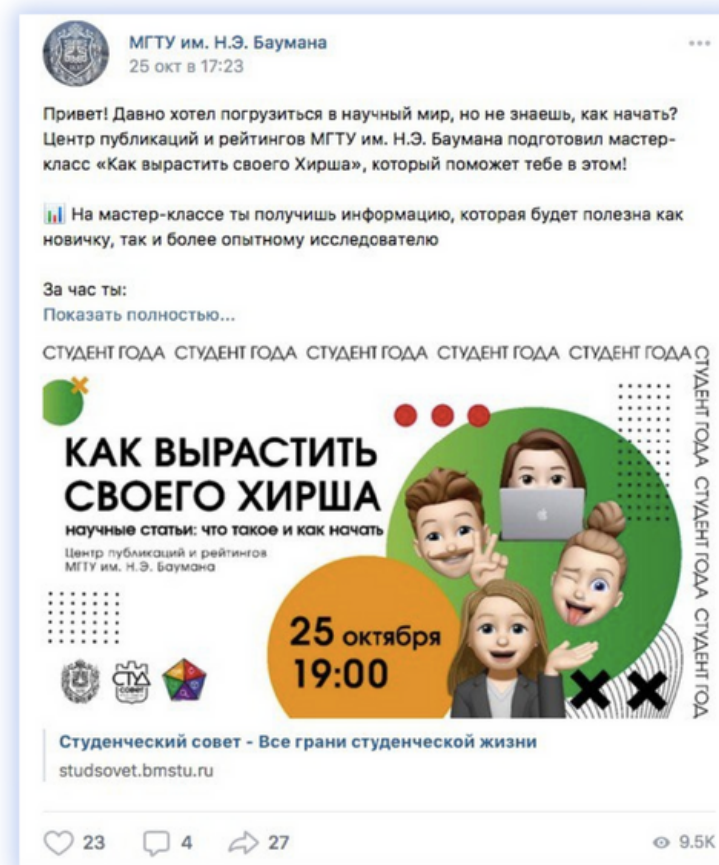 МГТУ им. Н.Э. Баумана
25 окт в 17:23
Привет! Давно хотел погрузиться в научный мир, но не знаешь, как начать?
Центр публикаций и рейтингов МГТУ им. Н.Э. Баумана подготовил мастер-
класс «Как вырастить своего Хирша», который поможет тебе в этом!
На мастер-классе ты получишь информацию, которая будет полезна как
новичку, так и более опытному исследователю
За час ты:
Показать полностью...
СТУДЕНТ ГОДА СТУДЕНТ ГОДА СТУДЕНТ ГОДА СТУДЕНТ ГОДА СТУДЕНТ ГОДА
СТУДЕНТ ГОДА СТУДЕНТ ГОДА СТУДЕНТ ГОД
КАК ВЫРАСТИТЬ
СВОЕГО ХИРША
научные статьи: что такое и как начать
Центр публикаций и рейтингов
МГТУ им. Н.Э. Баумана
25 октября
19:00
СТУД
СОВЕТ
Студенческий совет - Все грани студенческой жизни
studsovet.bmstu.ru
23
4
27
9.5K